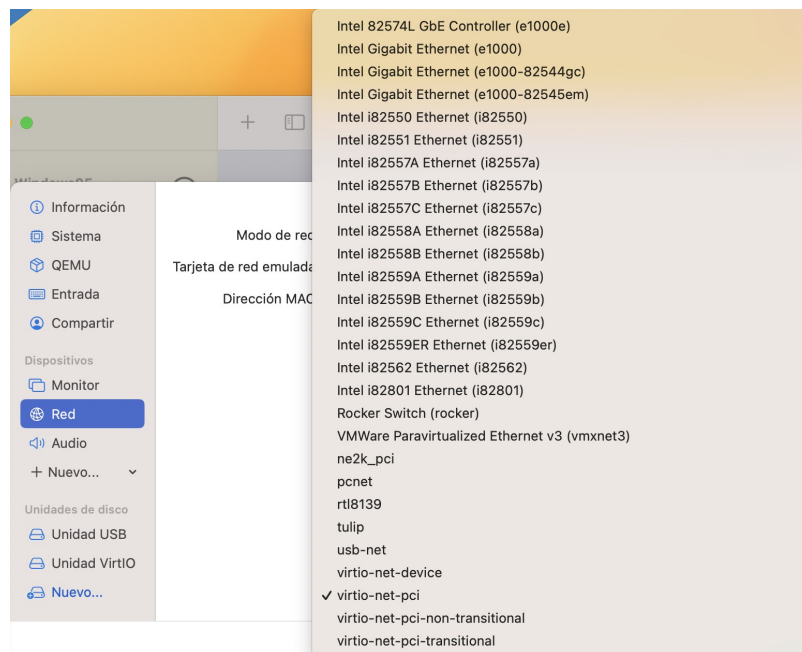 Intel 82574L GbE Controller (e1000e)
Intel Gigabit Ethernet (e1000)
Intel Gigabit Ethernet (e1000-82544gc)
Intel Gigabit Ethernet (e1000-82545em)
Intel i82550 Ethernet (i82550)
Intel i82551 Ethernet (i82551)
Intel i82557A Ethernet (i82557a)
Intel i82557B Ethernet (i82557b)
Intel i82557C Ethernet (i82557c)
Intel i82558A Ethernet (i82558a)
Intel i82558B Ethernet (i82558b)
Intel i82559A Ethernet (i82559a)
Intel i82559B Ethernet (i82559b)
Intel i82559C Ethernet (i82559c)
Intel i82559ER Ethernet (i82559er)
Intel i82562 Ethernet (i82562)
Intel i82801 Ethernet (i82801)
Rocker Switch (rocker)
VMWare Paravirtualized Ethernet v3 (vmxnet3)
ne2k_pci
pcnet
rtl8139
tulip
usb-net
virtio-net-device
virtio-net-pci
virtio-net-pci-non-transitional
virtio-net-pci-transitional
Información
Sistema
QEMU
Entrada
Compartir
Dispositivos
Monitor
Red
Audio
Nuevo...
Unidades de disco
Unidad USB
Unidad VirtIO
Nuevo...
Modo de red
Tarjeta de red emulada
Dirección MAC